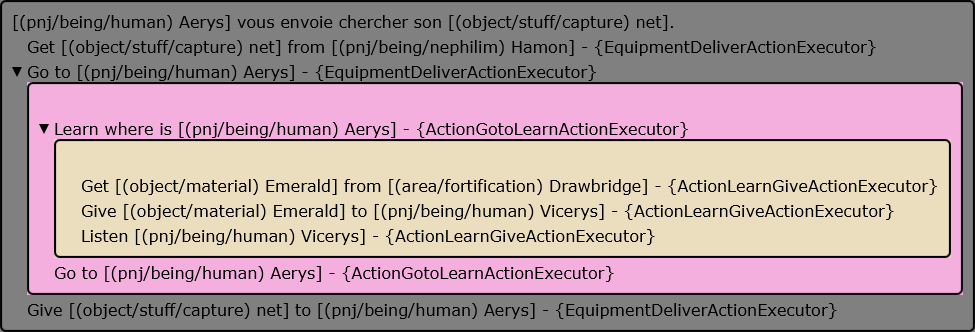 [(pnj/being/human) Aerys] vous envoie chercher son [(object/stuff/capture) net].
Get [(object/stuff/capture) net] from [(pnj/being/nephilim) Hamon] - {EquipmentDeliverActionExecutor}
▼ Go to [(pnj/being/human) Aerys] - {EquipmentDeliverActionExecutor}
▼ Learn where is [(pnj/being/human) Aerys] - {ActionGotoLearnActionExecutor}
Get [(object/material) Emerald] from [(area/fortification) Drawbridge] - {ActionLearnGiveActionExecutor}
Give [(object/material) Emerald] to [(pnj/being/human) Vicerys] - {ActionLearnGiveActionExecutor}
Listen [(pnj/being/human) Vicerys] - {ActionLearnGiveActionExecutor}
Go to [(pnj/being/human) Aerys] - {ActionGotoLearnActionExecutor}
Give [(object/stuff/capture) net] to [(pnj/being/human) Aerys] - {EquipmentDeliverActionExecutor}